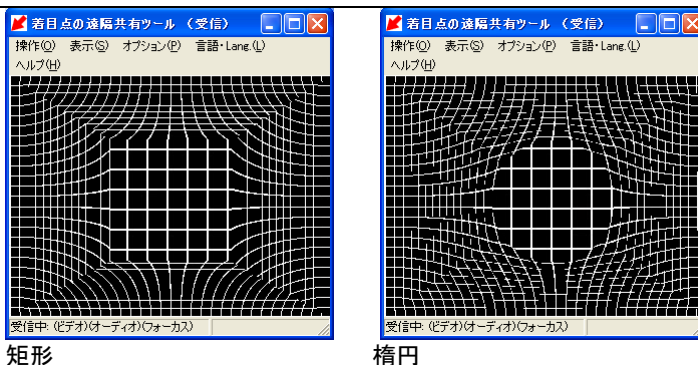 着目点の遠隔共有ツール （受信）
操作(O) 表示(S) オプション(P) 言語・Lang.(L)
ヘルプ(H)
受信中: (ビデオ)(オーディオ)(フォーカス)
矩形
着目点の遠隔共有ツール （受信）
操作(O) 表示(S) オプション(P) 言語・Lang.(L)
ヘルプ(H)
受信中: (ビデオ)(オーディオ)(フォーカス)
楕円